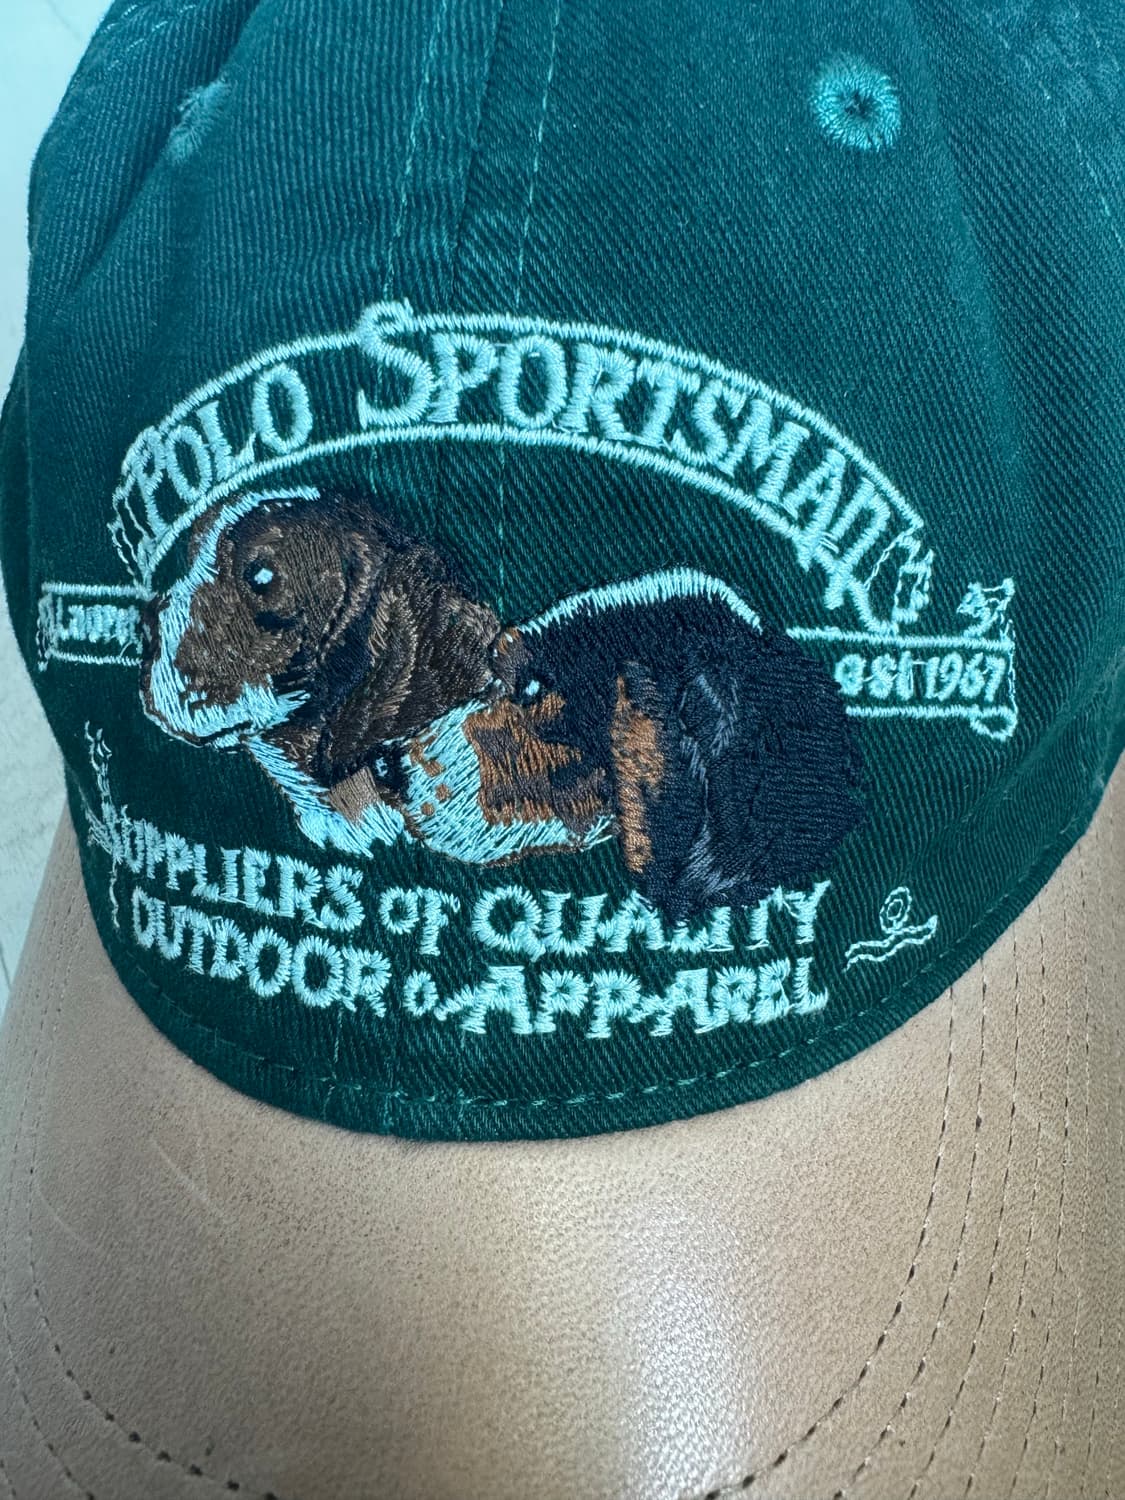 POLO SPORTSMAN
est 1967
SUPPLIERS OF QUALITY
OUTDOOR APPAREL